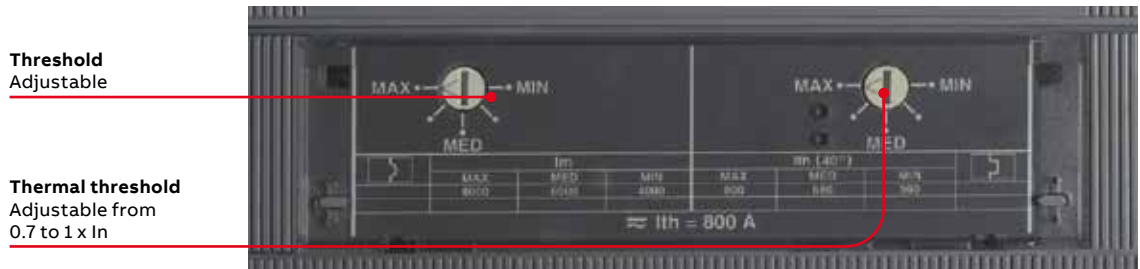 Threshold
Adjustable
MAX MIN
MED
MAX MIN
MED
Im
Ith (40°)
MAX MED MIN MAX MED MIN
8000 6000 4000 800 680 560
Ith = 800 A
Thermal threshold
Adjustable from
0.7 to 1 x In